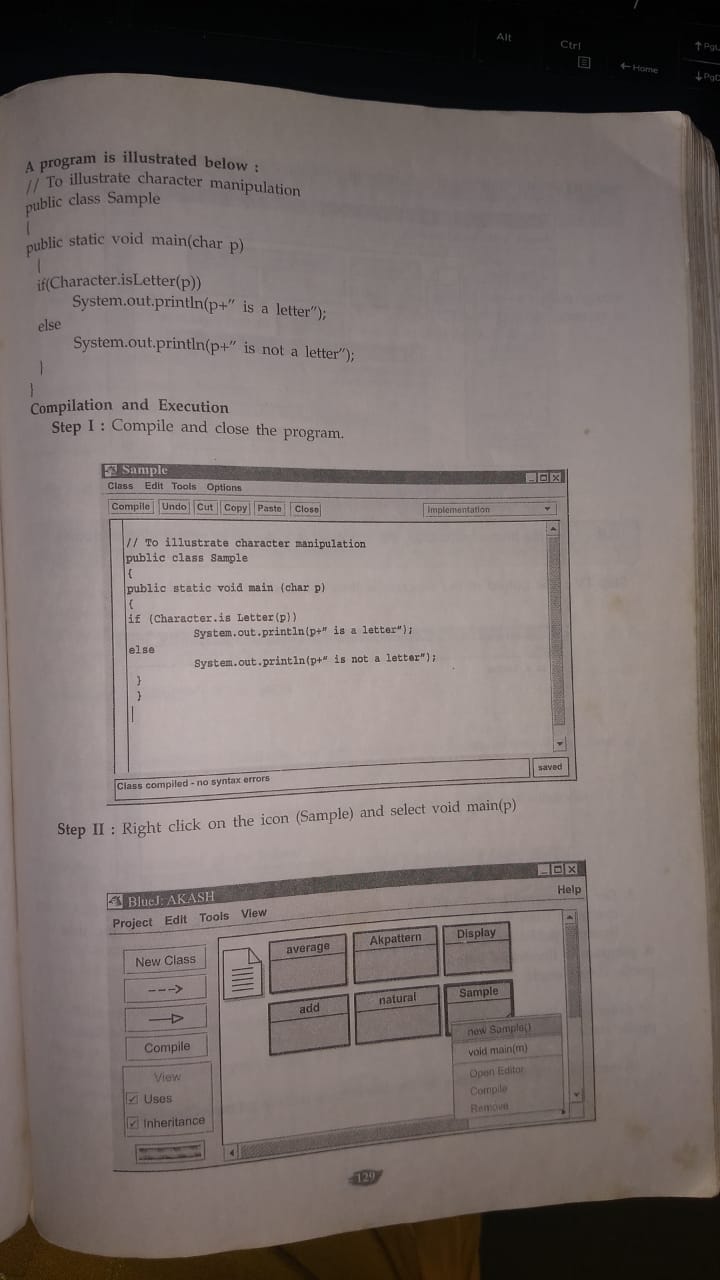 Alt
Ctrl
←Home
A program is illustrated below :
// To illustrate character manipulation
public class Sample
{
public static void main(char p)
{
if(Character.isLetter(p))
System.out.println(p+" is a letter");
else
System.out.println(p+" is not a letter");
}
}
Compilation and Execution
Step I : Compile and close the program.
Sample
Class Edit Tools Options
Compile Undo Cut Copy Paste Close Implementation
// To illustrate character manipulation
public class Sample
{
public static void main (char p)
{
if (Character.is Letter(p))
System.out.println(p+" is a letter");
else
System.out.println(p+" is not a letter");
}
}
Class compiled - no syntax errors
saved
Step II : Right click on the icon (Sample) and select void main(p)
BlueJ: AKASH
Project Edit Tools View Help
New Class
--->
Compile
View
Uses
Inheritance
average Akpattern Display
add natural Sample
new Sample()
void main(m)
Open Editor
Compile
Remove
129